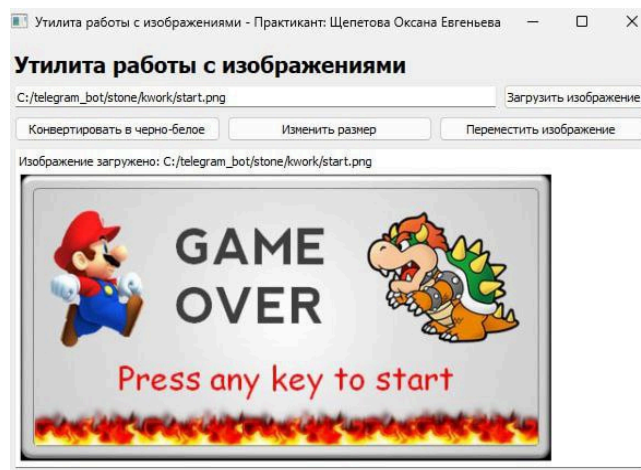 Утилита работы с изображениями - Практикант: Щепетова Оксана Евгеньева
Утилита работы с изображениями
C:/telegram_bot/stone/kwork/start.png
Загрузить изображение
Конвертировать в черно-белое
Изменить размер
Переместить изображение
Изображение загружено: C:/telegram_bot/stone/kwork/start.png
GAME
OVER
Press any key to start